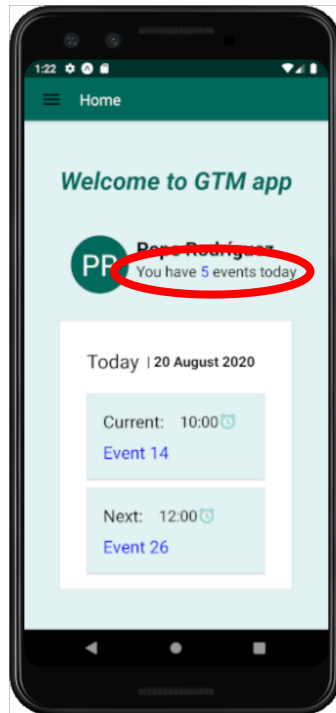 1:22
Home
Welcome to GTM app
PR
Pepe Rodríguez
You have 5 events today
Today | 20 August 2020
Current: 10:00
Event 14
Next: 12:00
Event 26